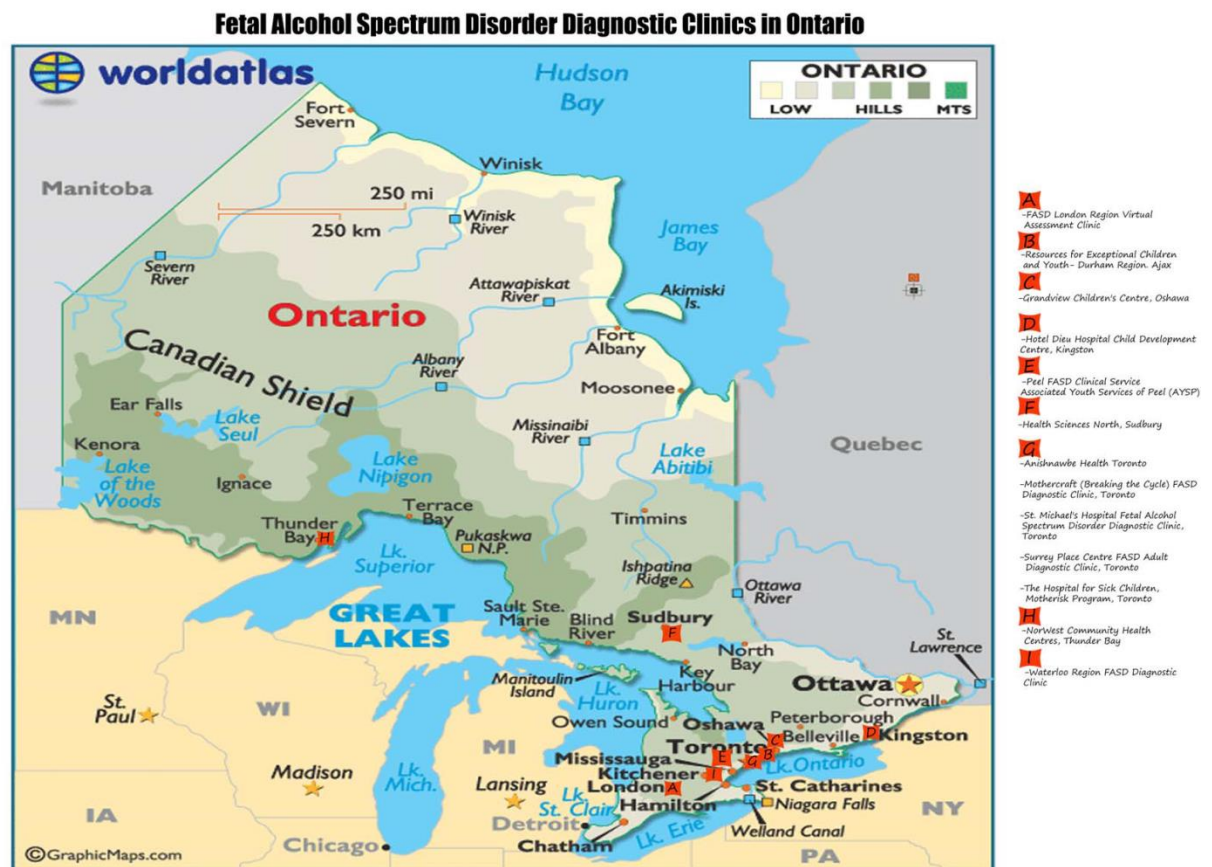 Fetal Alcohol Spectrum Disorder Diagnostic Clinics in Ontario
worldatlas
Hudson
Bay
ONTARIO
LOW HILLS MTS
Fort
Severn
Manitoba
Winisk
250 mi
250 km
Winisk
River
James
Bay
Severn
River
Attawapiskat
River
Akimiski
Is.
Ontario
Canadian Shield
Fort
Albany
Albany
River
Moosonee
Ear Falls
Lake
Seul
Missinaibi
River
Quebec
Kenora
Lake
of the
Woods
Ignace
Lake
Nipigon
Lake
Abitibi
Thunder
Bay
H
Terrace
Bay
Pukaskwa
N.P.
Timmins
Lk.
Superior
Ishpatina
Ridge
Ottawa
River
MN
GREAT
LAKES
Sault Ste.
Marie
Blind
River
Sudbury
F
North
Bay
St.
Lawrence
Manitoulin
Island
Key
Harbour
Ottawa
Cornwall
St.
Paul
WI
Lk.
Huron
Owen Sound
Oshawa
C
Peterborough
Belleville
D
Kingston
MI
Toronto
B
G
E
Mississauga
Lk.Ontario
Kitchener
I
Madison
Lk.
Mich.
Lansing
London
A
St. Catharines
Hamilton
Niagara Falls
NY
Lk.
St. Clair
IA
Detroit
Welland Canal
Chicago
Chatham
Lk. Erie
PA
©GraphicMaps.com
A
-FASD London Region Virtual
Assessment Clinic
B
-Resources for Exceptional Children
and Youth- Durham Region. Ajax
C
-Grandview Children's Centre, Oshawa
D
-Hotel Dieu Hospital Child Development
Centre, Kingston
E
-Peel FASD Clinical Service
Associated Youth Services of Peel (AYSP)
F
-Health Sciences North, Sudbury
G
-Anishnawbe Health Toronto
-Mothercraft (Breaking the Cycle) FASD
Diagnostic Clinic, Toronto
-St. Michael's Hospital Fetal Alcohol
Spectrum Disorder Diagnostic Clinic,
Toronto
-Surrey Place Centre FASD Adult
Diagnostic Clinic, Toronto
-The Hospital for Sick Children,
Motherisk Program, Toronto
H
-NorWest Community Health
Centres, Thunder Bay
I
-Waterloo Region FASD Diagnostic
Clinic